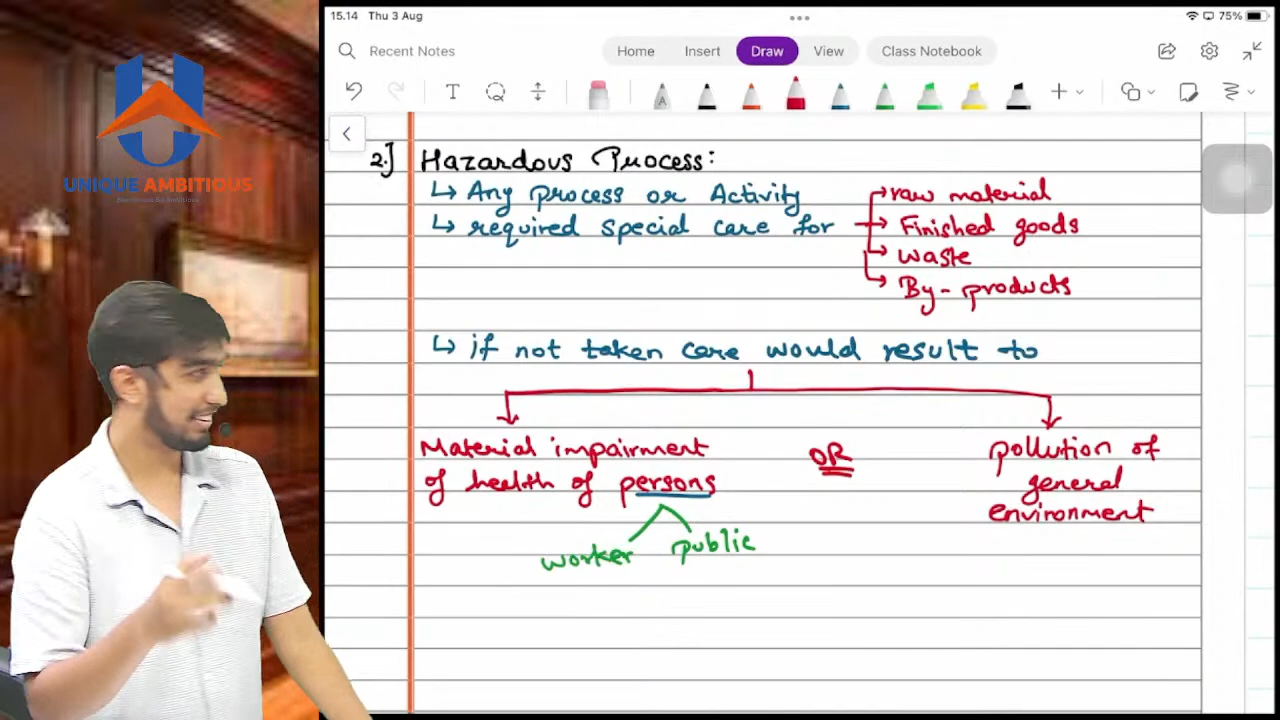 15.14 Thu 3 Aug
75%
Recent Notes
Home Insert Draw View Class Notebook
UNIQUE AMBITIOUS
2.] Hazardous Process:
↳ Any process or Activity
↳ required special care for
→ raw material
→ Finished goods
↳ waste
↳ By-products
↳ if not taken care would result to
Material impairment
of health of persons
OR
pollution of
general
environment
worker public